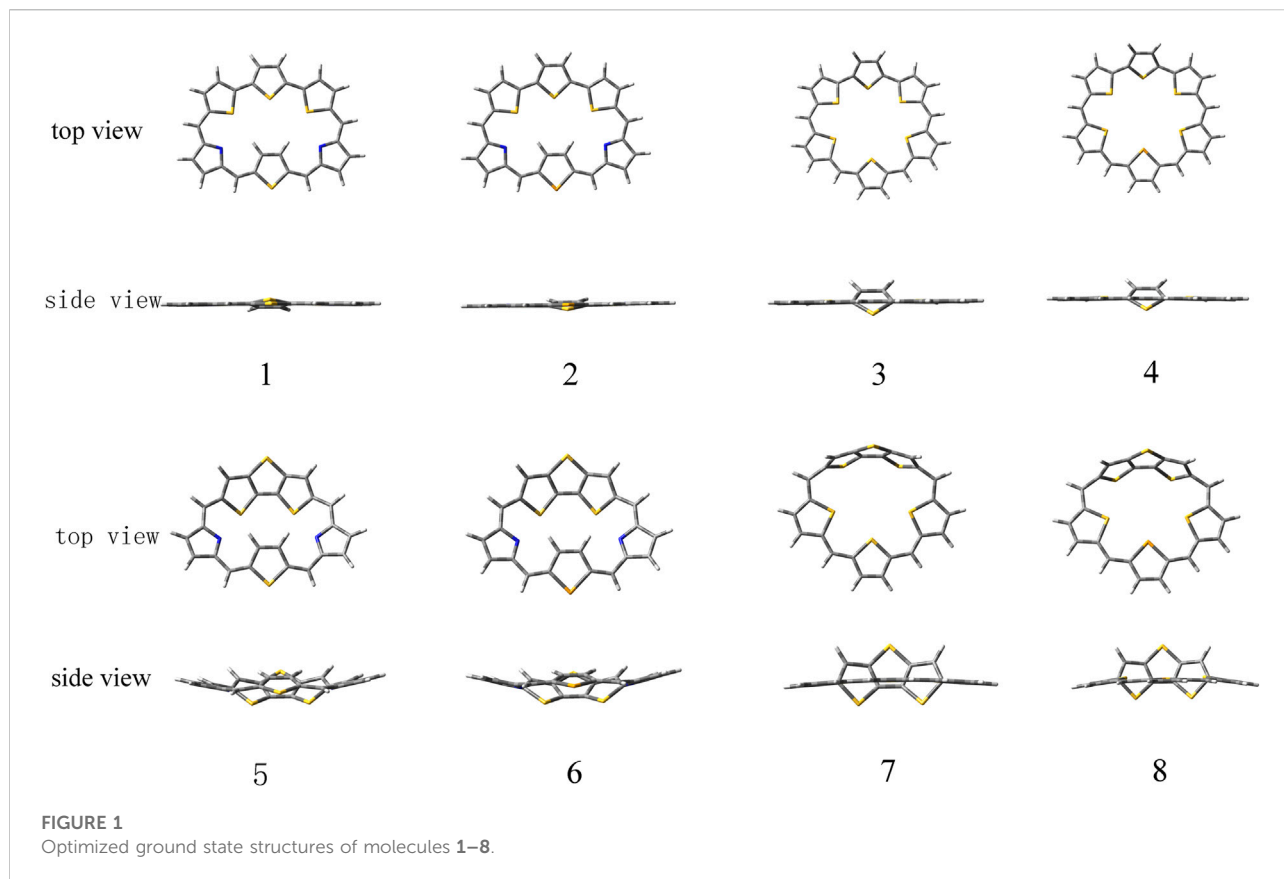 top view
side view
1
2
3
4
top view
side view
5
6
7
8
FIGURE 1
Optimized ground state structures of molecules 1–8.